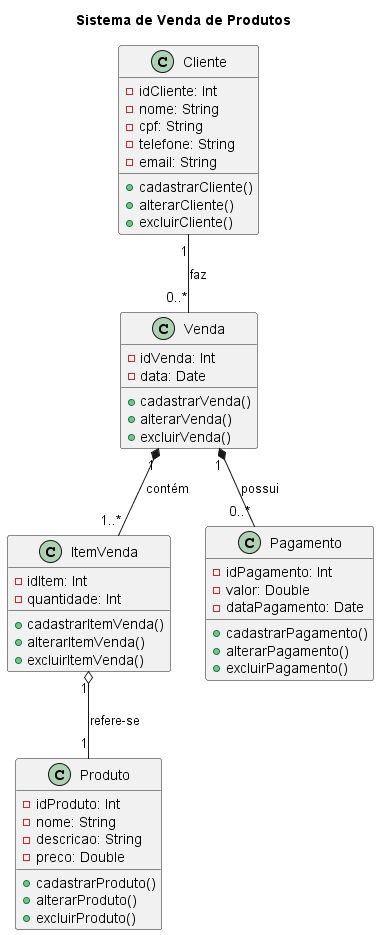 Sistema de Venda de Produtos
C Cliente
idCliente: Int
nome: String
cpf: String
telefone: String
email: String
cadastrarCliente()
alterarCliente()
excluirCliente()
1
faz
0..*
C Venda
idVenda: Int
data: Date
cadastrarVenda()
alterarVenda()
excluirVenda()
1 1
contém possui
1..* 0..*
C ItemVenda
idItem: Int
quantidade: Int
cadastrarItemVenda()
alterarItemVenda()
excluirItemVenda()
C Pagamento
idPagamento: Int
valor: Double
dataPagamento: Date
cadastrarPagamento()
alterarPagamento()
excluirPagamento()
1
refere-se
1
C Produto
idProduto: Int
nome: String
descricao: String
preco: Double
cadastrarProduto()
alterarProduto()
excluirProduto()